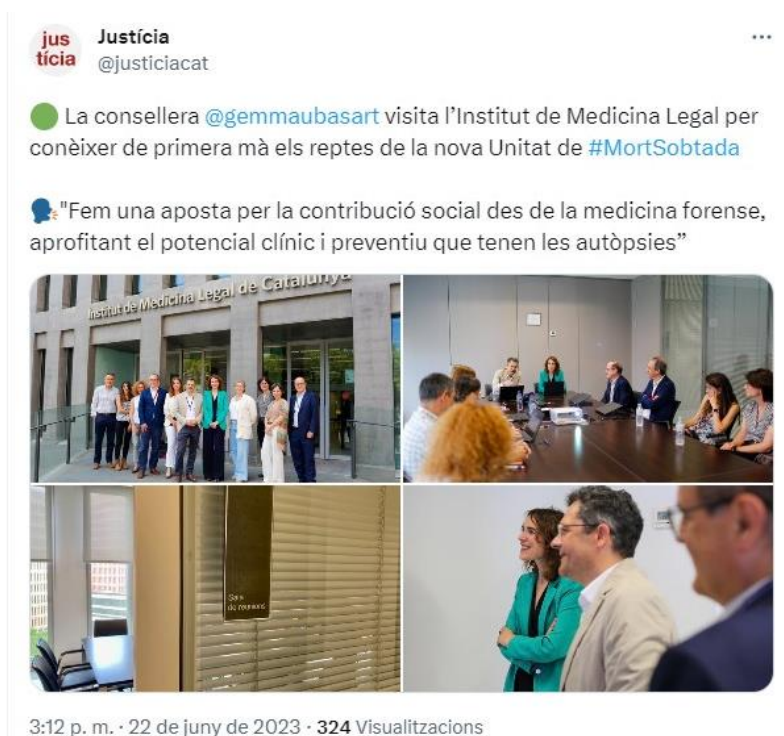 jus
tícia
Justícia
@justiciacat
La consellera @gemmaubasart visita l’Institut de Medicina Legal per
conèixer de primera mà els reptes de la nova Unitat de #MortSobtada
"Fem una aposta per la contribució social des de la medicina forense,
aprofitant el potencial clínic i preventiu que tenen les autòpsies”
Institut de Medicina Legal de Catalunya
Sala
de reunions
3:12 p. m. · 22 de juny de 2023 · 324 Visualitzacions